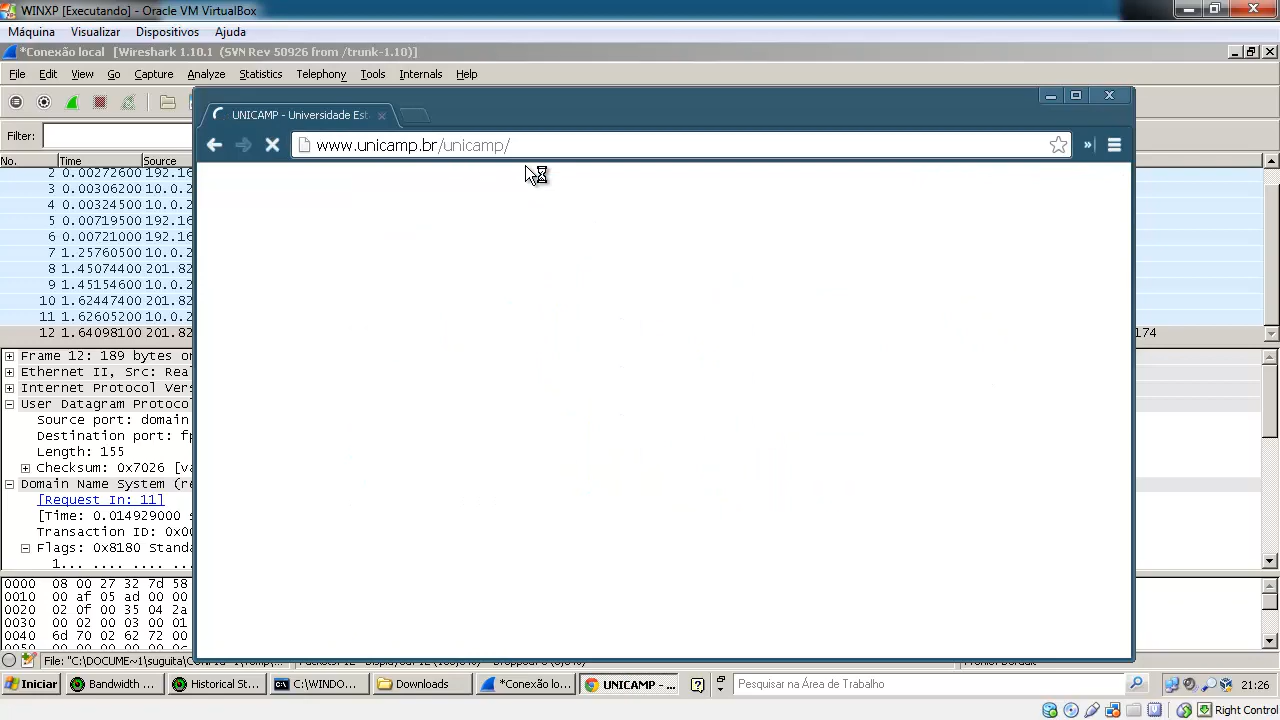 WINXP [Executando] - Oracle VM VirtualBox
Máquina Visualizar Dispositivos Ajuda
*Conexão local [Wireshark 1.10.1 (SVN Rev 50926 from /trunk-1.10)]
File Edit View Go Capture Analyze Statistics Telephony Tools Internals Help
UNICAMP - Universidade Est
Filter:
www.unicamp.br/unicamp/
No. Time Source
2 0.00272600 192.16
3 0.00306200 10.0.2
4 0.00324500 10.0.2
5 0.00719500 192.16
6 0.00721000 192.16
7 1.25760500 10.0.2
8 1.45074400 201.82
9 1.45154600 10.0.2
10 1.62447400 201.82
11 1.62605200 10.0.2
12 1.64098100 201.82 174
Frame 12: 189 bytes on
Ethernet II, Src: Rea
Internet Protocol Ver
User Datagram Protoco
Source port: domain
Destination port: fp
Length: 155
Checksum: 0x7026 [va
Domain Name System (re
[Request In: 11]
[Time: 0.014929000 s
Transaction ID: 0x00
Flags: 0x8180 Standa
1... .... .... ..
0000 08 00 27 32 7d 58
0010 00 af 05 ad 00 00
0020 02 0f 00 35 04 2a
0030 00 02 00 03 00 01
0040 6d 70 02 62 72 00
File: "C:\DOCUME~1\suguita\
Iniciar Bandwidth ... Historical St... C:\WINDO... Downloads *Conexão lo... UNICAMP - ... Pesquisar na Área de Trabalho 21:26
Right Control